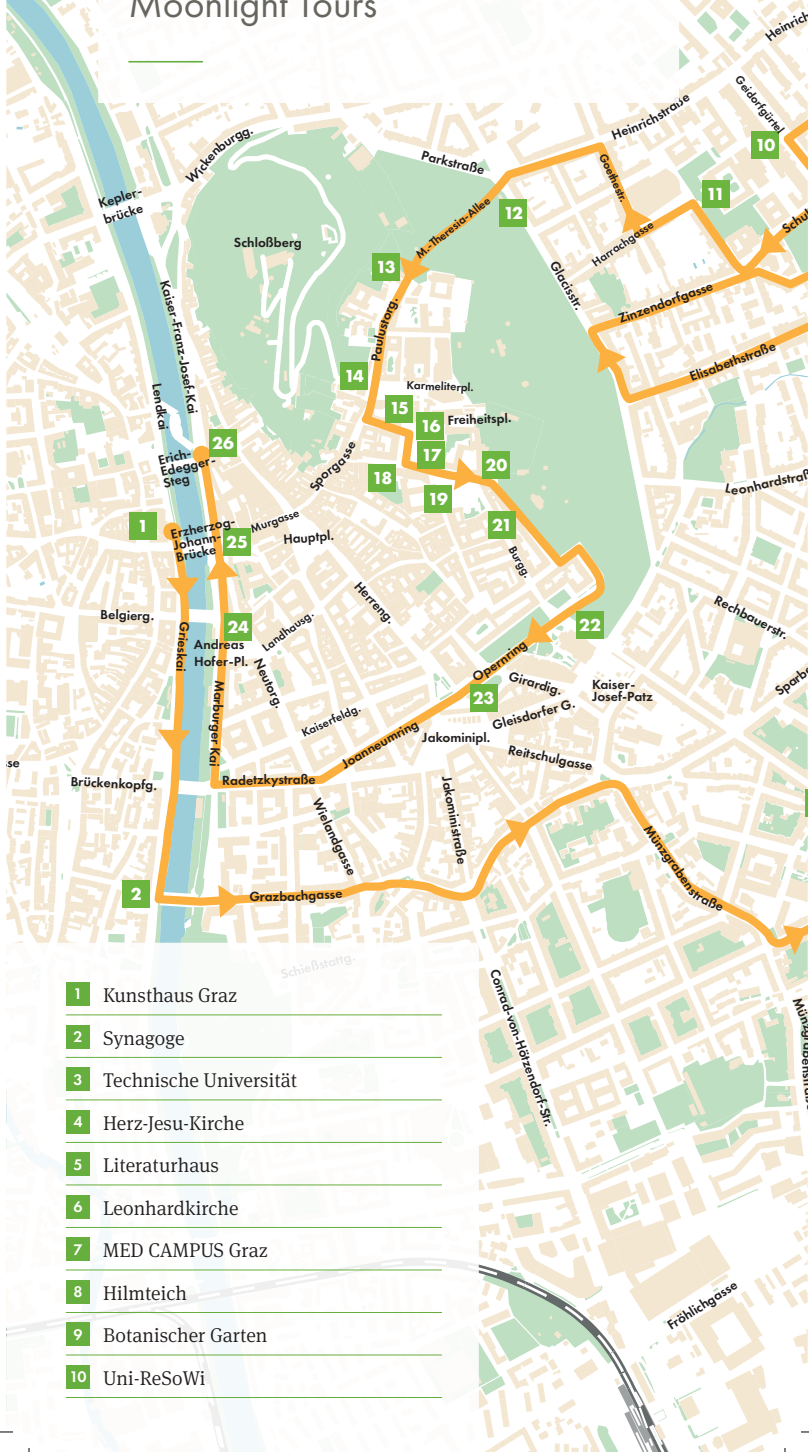 Moonlight Tours
Heinrich
Geidorfgürtel
Heinrichstraße
10
Wickenburgg.
Parkstraße
Goethestr.
11
Kepler-
brücke
12
M.-Theresia-Allee
Schul
Schloßberg
Harrachgasse
13
Glacisstr.
Kaiser-Franz-Josef-Kai
Zinzendorfgasse
Paulustorg.
Elisabethstraße
14
Karmeliterpl.
Lendkai
15
16
Freiheitspl.
26
17
Erich-
Edegger-
Steg
Sporgasse
18
20
19
Leonhardstraß
1
Erzherzog-
Johann-
Brücke
Murgasse
21
25
Hauptpl.
Burgg.
Herreng.
Belgierg.
Rechbauerstr.
24
22
Grieskai
Andreas
Hofer-Pl.
Landhausg.
Neutorg.
Opernring
Girardig.
Kaiser-
Josef-Patz
Sparbe
23
Marburger Kai
Kaiserfeldg.
Gleisdorfer G.
Joanneumring
Jakominipl.
Reitschulgasse
se
Brückenkopfg.
Radetzkystraße
Jakoministraße
Wielandgasse
Münzgrabenstraße
2
Grazbachgasse
Schießstattg.
Conrad-von-Hötzendorf-Str.
Münzgrabenstraße
1 Kunsthaus Graz
2 Synagoge
3 Technische Universität
4 Herz-Jesu-Kirche
5 Literaturhaus
6 Leonhardkirche
7 MED CAMPUS Graz
8 Hilmteich
9 Botanischer Garten
10 Uni-ReSoWi
Fröhlichgasse